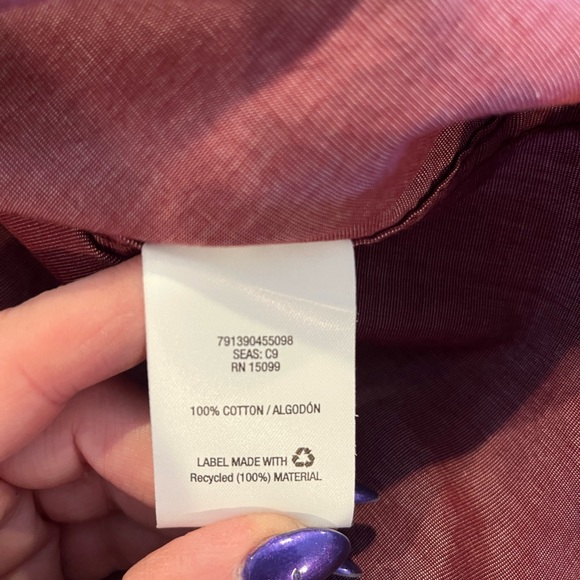 791390455098
SEAS: C9
RN 15099
100% COTTON / ALGODÓN
LABEL MADE WITH ♻
Recycled (100%) MATERIAL